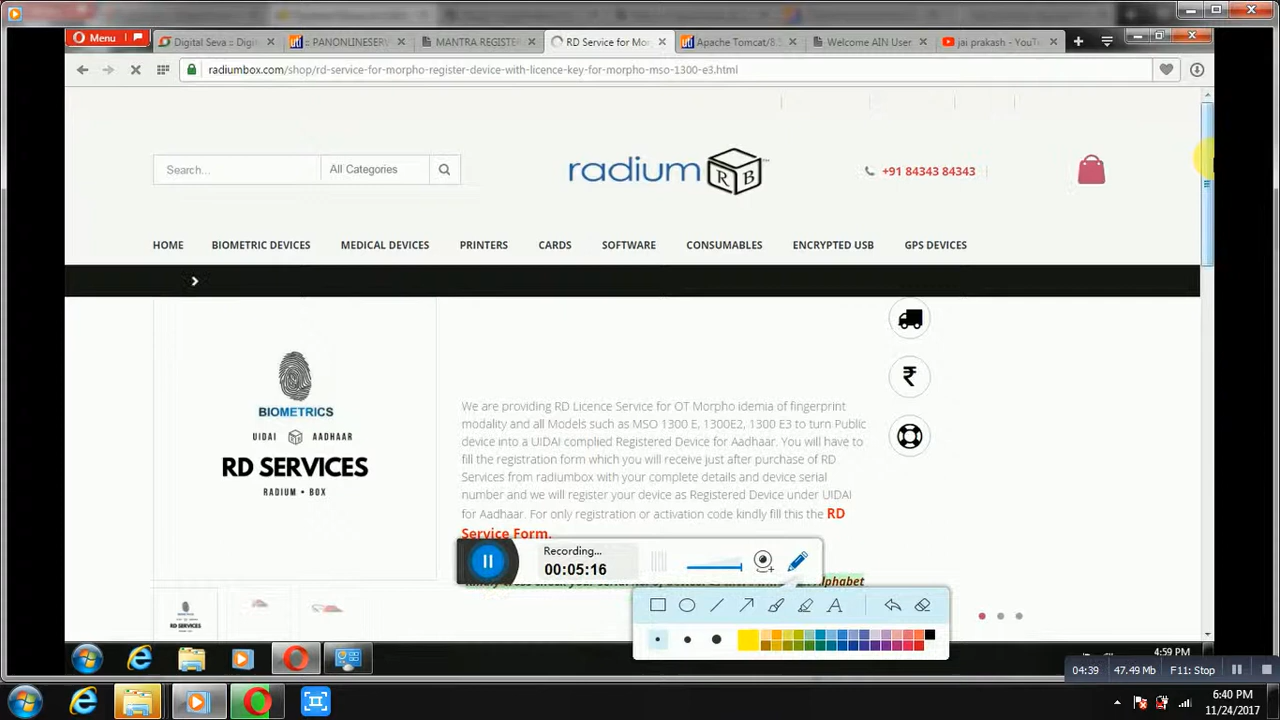 Menu
Digital Seva :: Digi
= PANONLINESERV
MANTRA REGISTER
RD Service for Mo
Apache Tomcat/8.5
Welcome AIN User
jai prakash - YouT
radiumbox.com/shop/rd-service-for-morpho-register-device-with-licence-key-for-morpho-mso-1300-e3.html
Search...
All Categories
radium R B
+91 84343 84343
HOME
BIOMETRIC DEVICES
MEDICAL DEVICES
PRINTERS
CARDS
SOFTWARE
CONSUMABLES
ENCRYPTED USB
GPS DEVICES
BIOMETRICS
UIDAI AADHAAR
RD SERVICES
RADIUM • BOX
We are providing RD Licence Service for OT Morpho idemia of fingerprint
modality and all Models such as MSO 1300 E, 1300E2, 1300 E3 to turn Public
device into a UIDAI complied Registered Device for Aadhaar. You will have to
fill the registration form which you will receive just after purchase of RD
Services from radiumbox with your complete details and device serial
number and we will register your device as Registered Device under UIDAI
for Aadhaar. For only registration or activation code kindly fill this the RD
Service Form.
Alphabet
Recording...
00:05:16
A
BIOMETRICS
RD SERVICES
4:59 PM
04:39
47.49 MB
F11: Stop
6:40 PM
11/24/2017